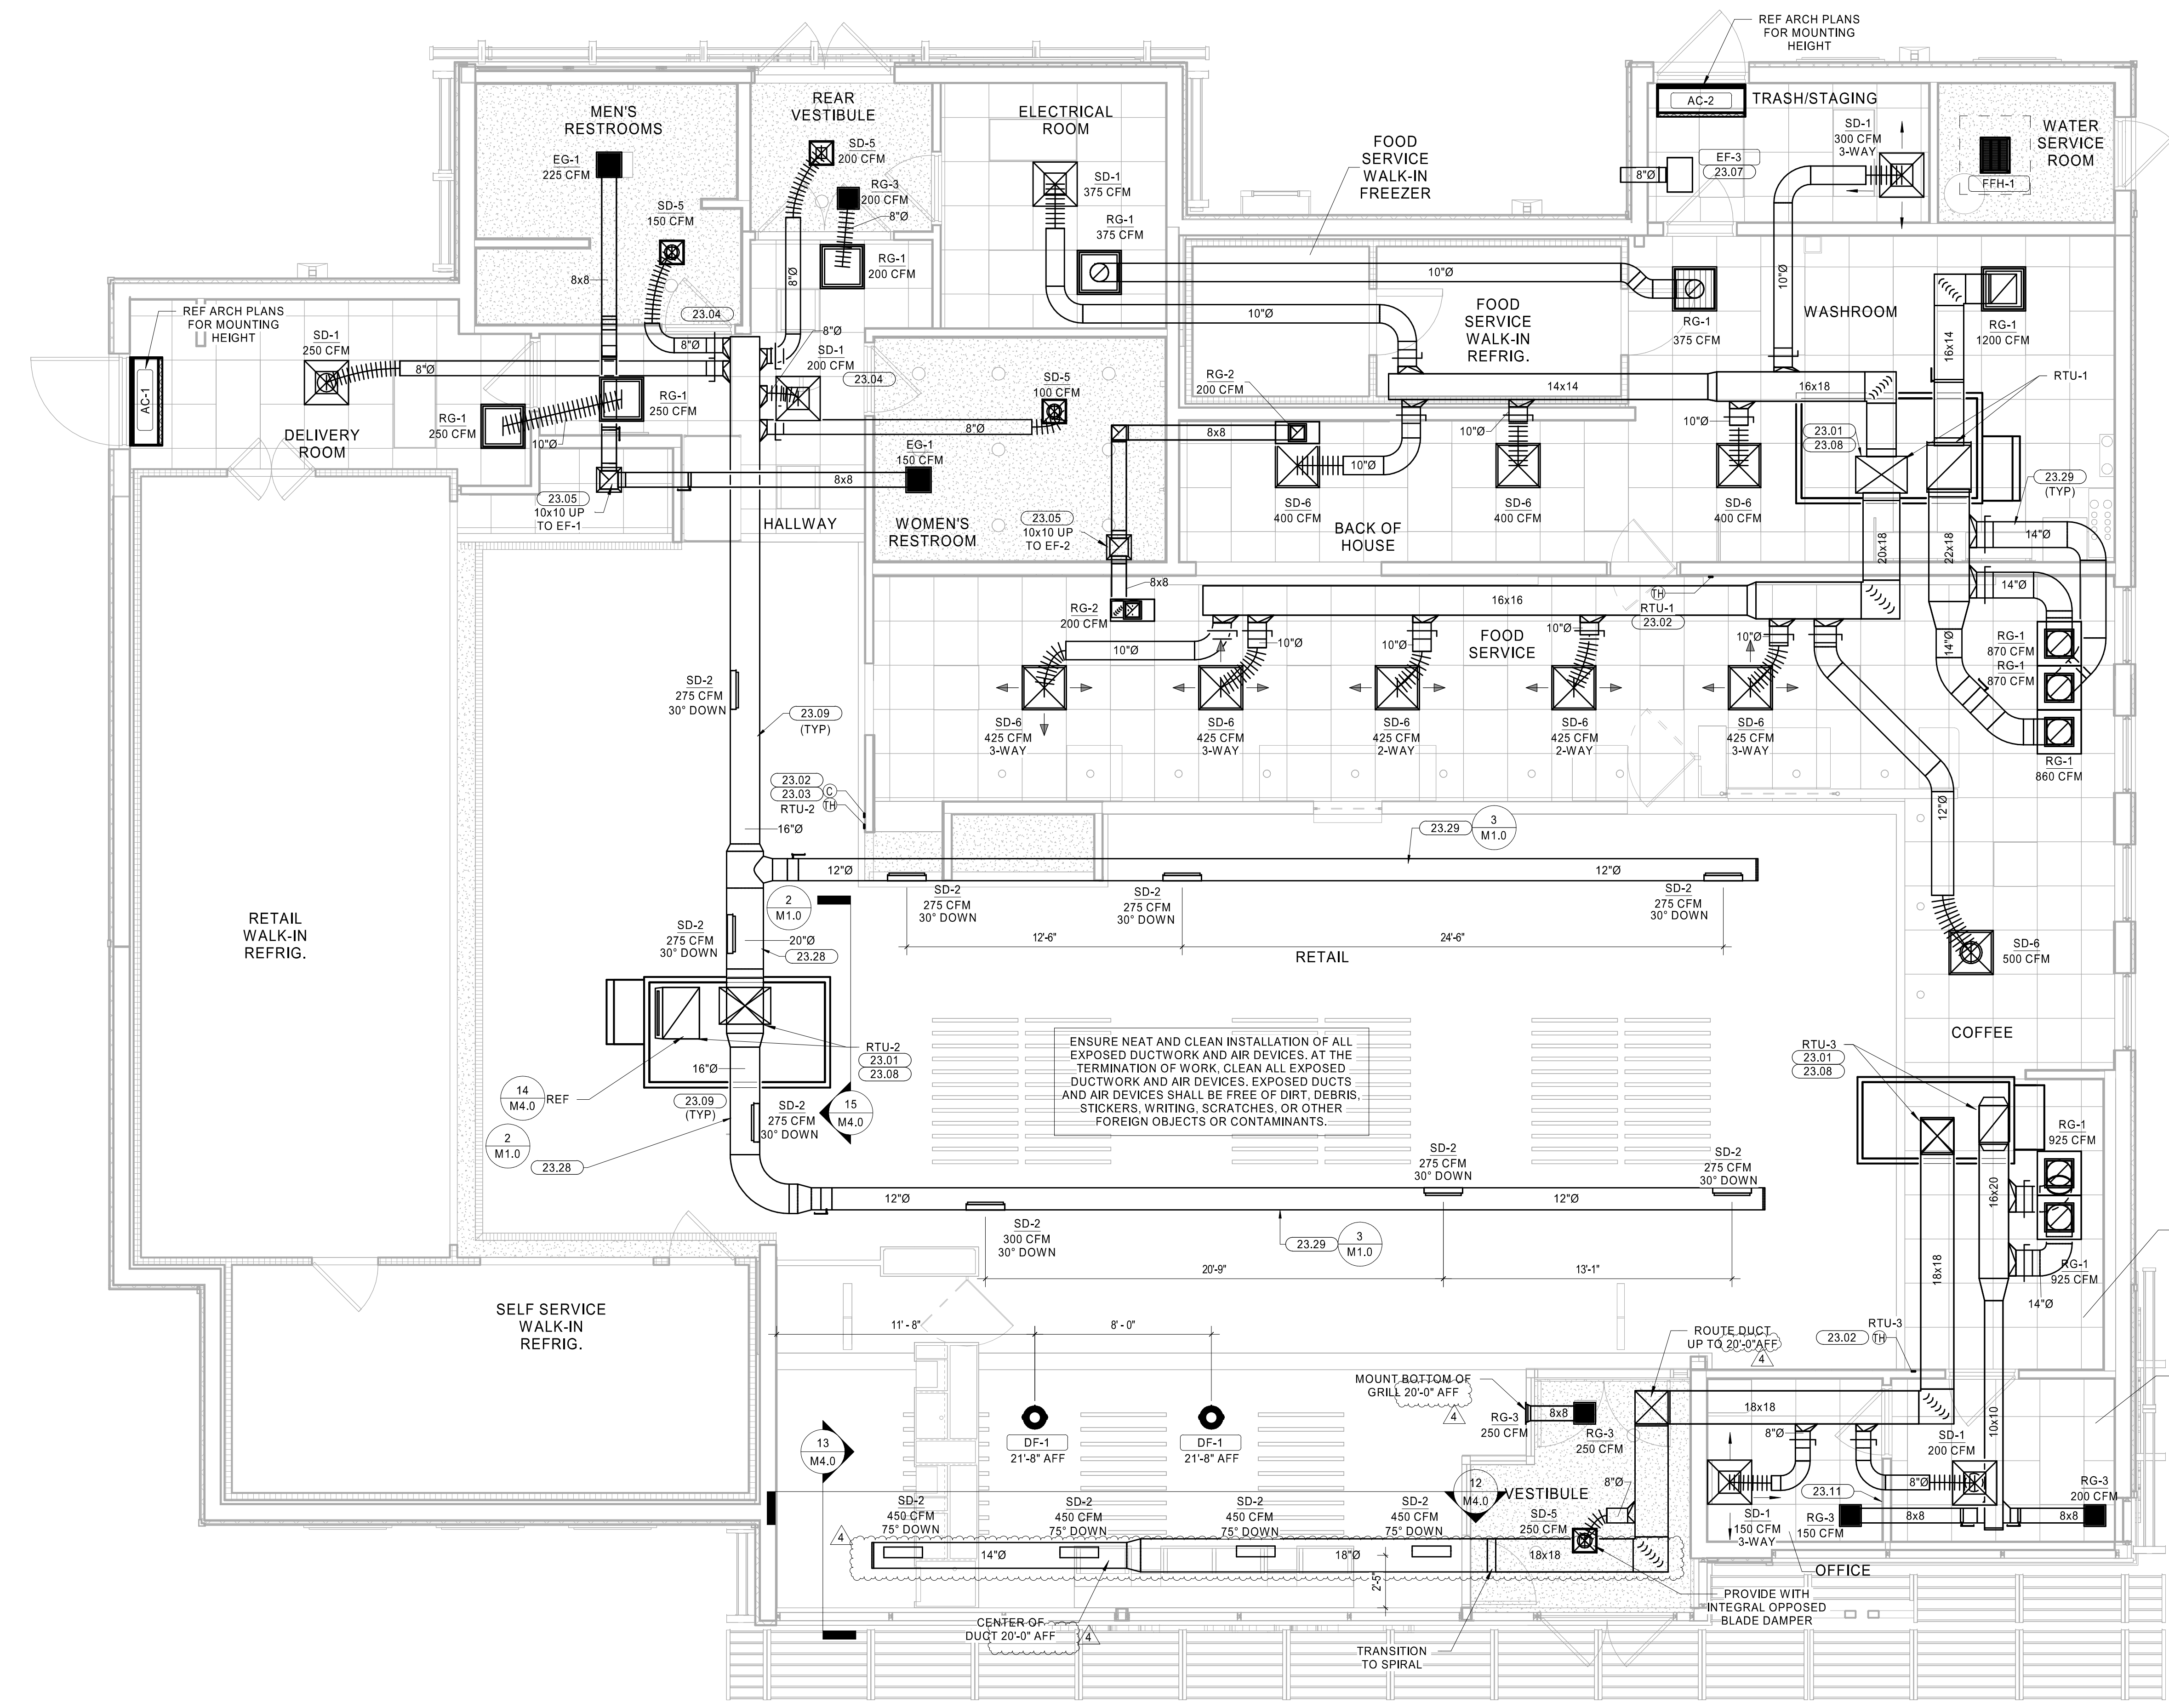 REF ARCH PLANS
FOR MOUNTING
HEIGHT
AC-2
TRASH/STAGING
SD-1
300 CFM
3-WAY
WATER
SERVICE
ROOM
FFH-1
EF-3
23.07
8"Ø
MEN'S
RESTROOMS
EG-1
225 CFM
SD-5
150 CFM
8x8
23.04
8"Ø
REAR
VESTIBULE
SD-5
200 CFM
RG-3
200 CFM
8"Ø
RG-1
200 CFM
8"Ø
8"Ø
ELECTRICAL
ROOM
SD-1
375 CFM
RG-1
375 CFM
FOOD
SERVICE
WALK-IN
FREEZER
10"Ø
10"Ø
FOOD
SERVICE
WALK-IN
REFRIG.
RG-1
375 CFM
10"Ø
WASHROOM
16x14
RG-1
1200 CFM
RTU-1
REF ARCH PLANS
FOR MOUNTING
HEIGHT
AC-1
SD-1
250 CFM
8"Ø
RG-1
250 CFM
10"Ø
RG-1
250 CFM
DELIVERY
ROOM
SD-1
200 CFM
23.04
SD-5
100 CFM
8"Ø
EG-1
150 CFM
8x8
23.05
10x10 UP
TO EF-1
HALLWAY
WOMEN'S
RESTROOM
23.05
10x10 UP
TO EF-2
RG-2
200 CFM
8x8
8x8
RG-2
200 CFM
14x14
16x18
10"Ø
10"Ø
10"Ø
SD-6
400 CFM
SD-6
400 CFM
SD-6
400 CFM
BACK OF
HOUSE
23.01
23.08
20x18
22x18
23.29
(TYP)
14"Ø
14"Ø
14"Ø
16x16
TH
RTU-1
23.02
FOOD
SERVICE
10"Ø
10"Ø
10"Ø
10"Ø
10"Ø
SD-6
425 CFM
3-WAY
SD-6
425 CFM
3-WAY
SD-6
425 CFM
2-WAY
SD-6
425 CFM
2-WAY
SD-6
425 CFM
3-WAY
RG-1
870 CFM
RG-1
870 CFM
RG-1
860 CFM
12"Ø
SD-6
500 CFM
SD-2
275 CFM
30° DOWN
23.09
(TYP)
23.02
23.03
C
RTU-2
TH
16"Ø
12"Ø
23.29
3
M1.0
12"Ø
SD-2
275 CFM
30° DOWN
SD-2
275 CFM
30° DOWN
SD-2
275 CFM
30° DOWN
2
M1.0
12'-6"
24'-6"
RETAIL
WALK-IN
REFRIG.
SD-2
275 CFM
30° DOWN
20"Ø
23.28
RETAIL
COFFEE
ENSURE NEAT AND CLEAN INSTALLATION OF ALL
EXPOSED DUCTWORK AND AIR DEVICES. AT THE
TERMINATION OF WORK, CLEAN ALL EXPOSED
DUCTWORK AND AIR DEVICES. EXPOSED DUCTS
AND AIR DEVICES SHALL BE FREE OF DIRT, DEBRIS,
STICKERS, WRITING, SCRATCHES, OR OTHER
FOREIGN OBJECTS OR CONTAMINANTS.
RTU-2
23.01
23.08
16"Ø
14
M4.0
REF
23.09
(TYP)
SD-2
275 CFM
30° DOWN
15
M4.0
2
M1.0
23.28
RTU-3
23.01
23.08
RG-1
925 CFM
16x20
18x18
RG-1
925 CFM
14"Ø
12"Ø
SD-2
275 CFM
30° DOWN
12"Ø
SD-2
275 CFM
30° DOWN
SD-2
300 CFM
30° DOWN
23.29
3
M1.0
20'-9"
13'-1"
SELF SERVICE
WALK-IN
REFRIG.
11' - 8"
8' - 0"
ROUTE DUCT
UP TO 20'-0"AFF
4
RTU-3
23.02
TH
MOUNT BOTTOM OF
GRILL 20'-0" AFF
4
RG-3
250 CFM
8x8
RG-3
250 CFM
18x18
8"Ø
SD-1
200 CFM
10x10
8"Ø
13
M4.0
DF-1
21'-8" AFF
DF-1
21'-8" AFF
12
M4.0
VESTIBULE
8"Ø
SD-5
250 CFM
23.11
SD-1
150 CFM
3-WAY
RG-3
150 CFM
8x8
8x8
RG-3
200 CFM
SD-2
450 CFM
75° DOWN
SD-2
450 CFM
75° DOWN
SD-2
450 CFM
75° DOWN
SD-2
450 CFM
75° DOWN
4
14"Ø
18"Ø
18x18
2'-5"
OFFICE
PROVIDE WITH
INTEGRAL OPPOSED
BLADE DAMPER
CENTER OF
DUCT 20'-0" AFF
4
TRANSITION
TO SPIRAL